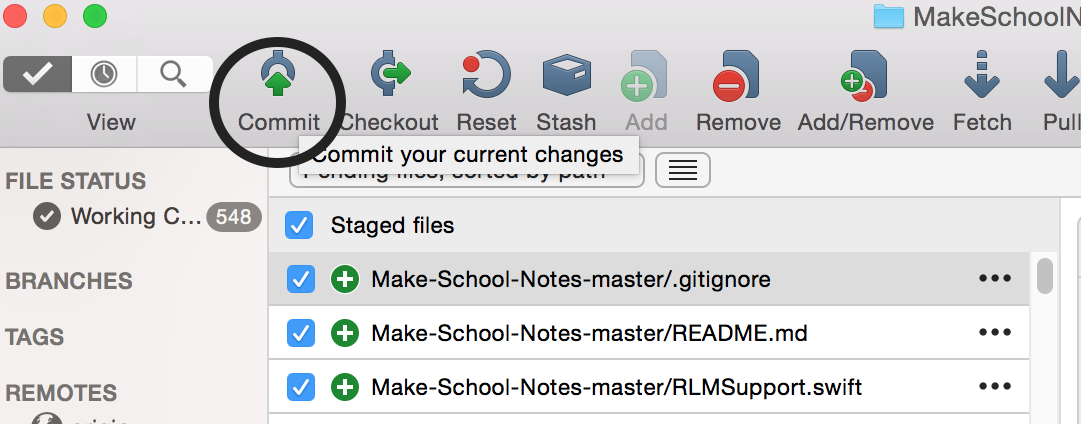 MakeSchoolN
View
Commit
Checkout
Reset
Stash
Add
Remove
Add/Remove
Fetch
Pull
Commit your current changes
Pending files, sorted by path
FILE STATUS
Working C... 548
Staged files
Make-School-Notes-master/.gitignore
BRANCHES
Make-School-Notes-master/README.md
TAGS
Make-School-Notes-master/RLMSupport.swift
REMOTES
origin